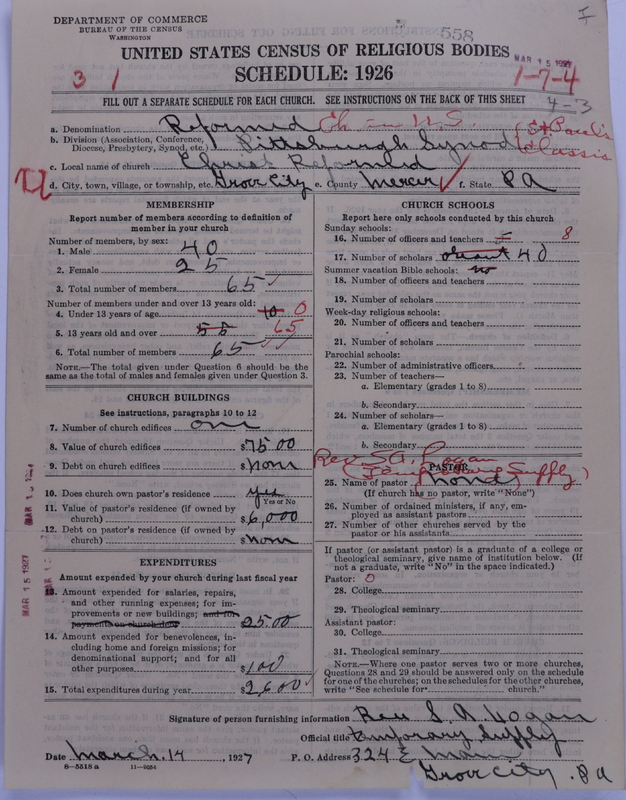 DEPARTMENT OF COMMERCE
BUREAU OF THE CENSUS
WASHINGTON
558
UNITED STATES CENSUS OF RELIGIOUS BODIES
MAR 15 1927
3 1
SCHEDULE: 1926
1-7-4
FILL OUT A SEPARATE SCHEDULE FOR EACH CHURCH. SEE INSTRUCTIONS ON THE BACK OF THIS SHEET
4-3
a. Denomination Reformed Ch in U.S.
b. Division (Association, Conference, Diocese, Presbytery, Synod, etc.) Pittsburgh Synod (St Paul's Classis
c. Local name of church Christ Reformed
d. City, town, village, or township, etc. Grove City e. County Mercer f. State PA
MEMBERSHIP
Report number of members according to definition of
member in your church
Number of members, by sex:
1. Male 40
2. Female 25
3. Total number of members 65
Number of members under and over 13 years old:
4. Under 13 years of age 10 0
5. 13 years old and over 55 65
6. Total number of members 65
NOTE.—The total given under Question 6 should be the
same as the total of males and females given under Question 3.
CHURCH BUILDINGS
See instructions, paragraphs 10 to 12
7. Number of church edifices one
8. Value of church edifices $7500
9. Debt on church edifices $none
10. Does church own pastor's residence yes
Yes or No
11. Value of pastor's residence (if owned by
church) $6,000
12. Debt on pastor's residence (if owned by
church) $none
MAR 15 1927
EXPENDITURES
Amount expended by your church during last fiscal year
13. Amount expended for salaries, repairs,
and other running expenses; for im-
provements or new buildings; and for
payments on church debt $2500
14. Amount expended for benevolences, in-
cluding home and foreign missions; for
denominational support; and for all
other purposes $100
15. Total expenditures during year $2600
CHURCH SCHOOLS
Report here only schools conducted by this church
Sunday schools:
16. Number of officers and teachers 8
17. Number of scholars about 40
Summer vacation Bible schools: no
18. Number of officers and teachers
19. Number of scholars
Week-day religious schools:
20. Number of officers and teachers
21. Number of scholars
Parochial schools:
22. Number of administrative officers
23. Number of teachers—
a. Elementary (grades 1 to 8)
b. Secondary
24. Number of scholars—
a. Elementary (grades 1 to 8)
b. Secondary
Rev. S.A. Logan
PASTOR
(Temporary Supply)
25. Name of pastor none
(If church has no pastor, write "None")
26. Number of ordained ministers, if any, em-
ployed as assistant pastors
27. Number of other churches served by the
pastor or his assistants
If pastor (or assistant pastor) is a graduate of a college or
theological seminary, give name of institution below. (If
not a graduate, write "No" in the space indicated.)
Pastor: 0
28. College
29. Theological seminary
Assistant pastor:
30. College
31. Theological seminary
NOTE.—Where one pastor serves two or more churches,
Questions 28 and 29 should be answered only on the schedule
for one of the churches; on the schedules for the other churches,
write "See schedule for church."
Signature of person furnishing information Rev S. A Logan
Official title Temporary Supply
Date March. 14, 1927 P. O. Address 324 E Main
8-5518 a 11-9254
Grove City. Pa